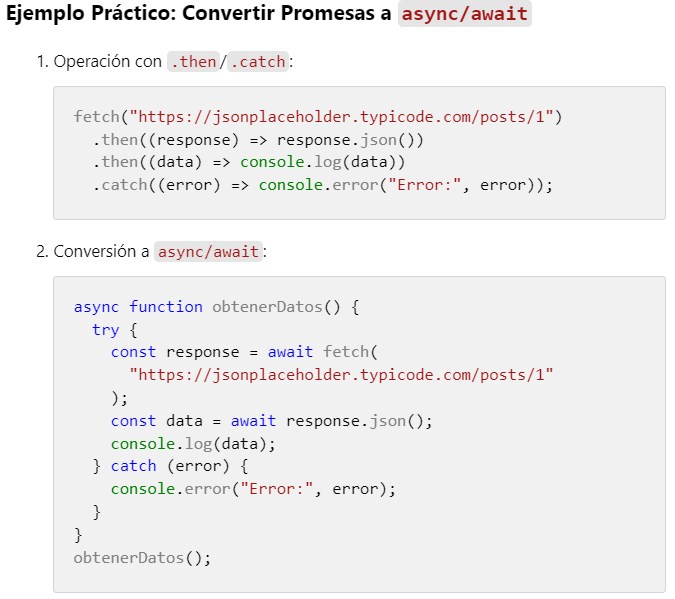 Ejemplo Práctico: Convertir Promesas a async/await
1. Operación con .then/.catch:
fetch("https://jsonplaceholder.typicode.com/posts/1")
  .then((response) => response.json())
  .then((data) => console.log(data))
  .catch((error) => console.error("Error:", error));
2. Conversión a async/await:
async function obtenerDatos() {
  try {
    const response = await fetch(
      "https://jsonplaceholder.typicode.com/posts/1"
    );
    const data = await response.json();
    console.log(data);
  } catch (error) {
    console.error("Error:", error);
  }
}
obtenerDatos();